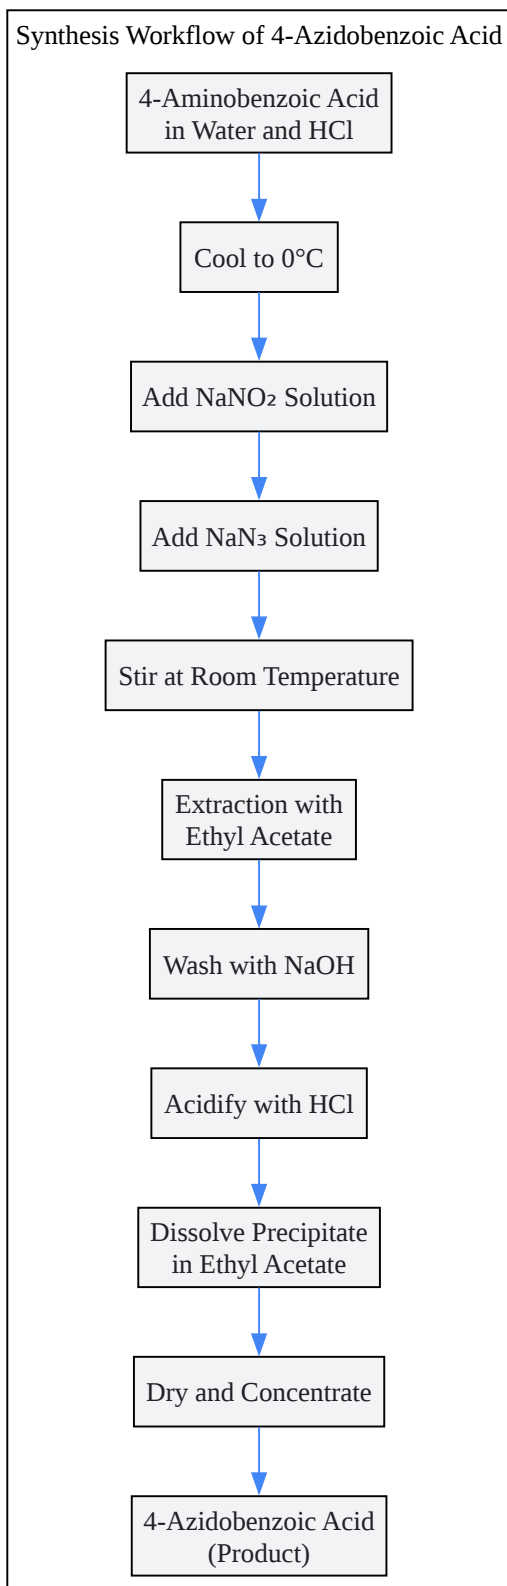 Synthesis Workflow of 4-Azidobenzoic Acid
4-Aminobenzoic Acid
in Water and HCl
Cool to 0°C
Add NaNO₂ Solution
Add NaN₃ Solution
Stir at Room Temperature
Extraction with
Ethyl Acetate
Wash with NaOH
Acidify with HCl
Dissolve Precipitate
in Ethyl Acetate
Dry and Concentrate
4-Azidobenzoic Acid
(Product)